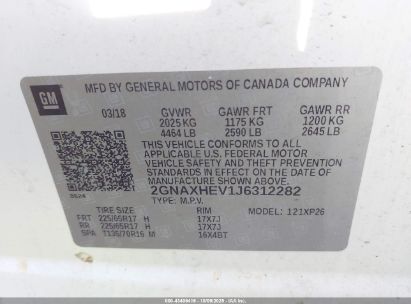 GM
MFD BY GENERAL MOTORS OF CANADA COMPANY
03/18 GVWR GAWR FRT GAWR RR
2025 KG 1175 KG 1200 KG
4464 LB 2590 LB 2645 LB
THIS VEHICLE CONFORMS TO ALL APPLICABLE
U.S. FEDERAL MOTOR
VEHICLE SAFETY, BUMPER, AND THEFT
PREVENTION STANDARDS IN EFFECT ON THE
DATE OF MANUFACTURE SHOWN ABOVE.
2GNAXHEV1J6312282
TYPE: M.P.V. MODEL: 121XP26
TIRE SIZE RIM
FRT 225/65R17 H 17X7J
RR 225/65R17 H 17X7J
SPA T135/70R16 M 16X4BT